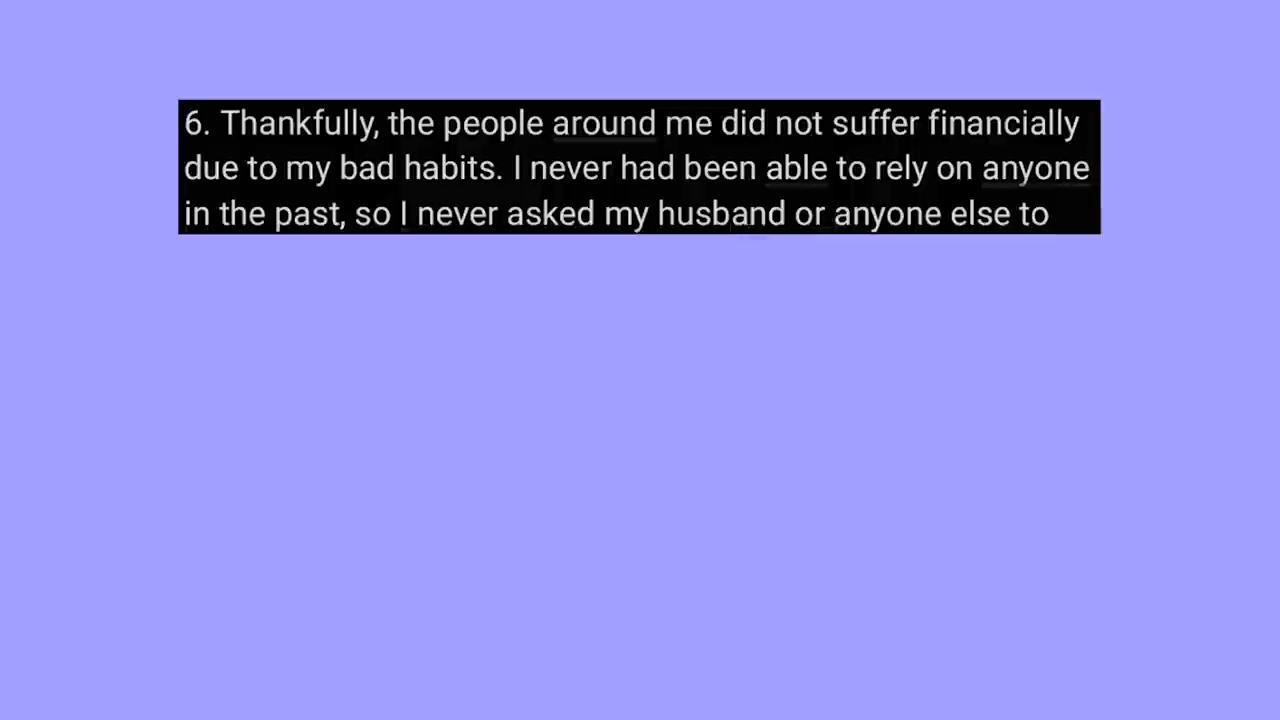 6. Thankfully, the people around me did not suffer financially
due to my bad habits. I never had been able to rely on anyone
in the past, so I never asked my husband or anyone else to